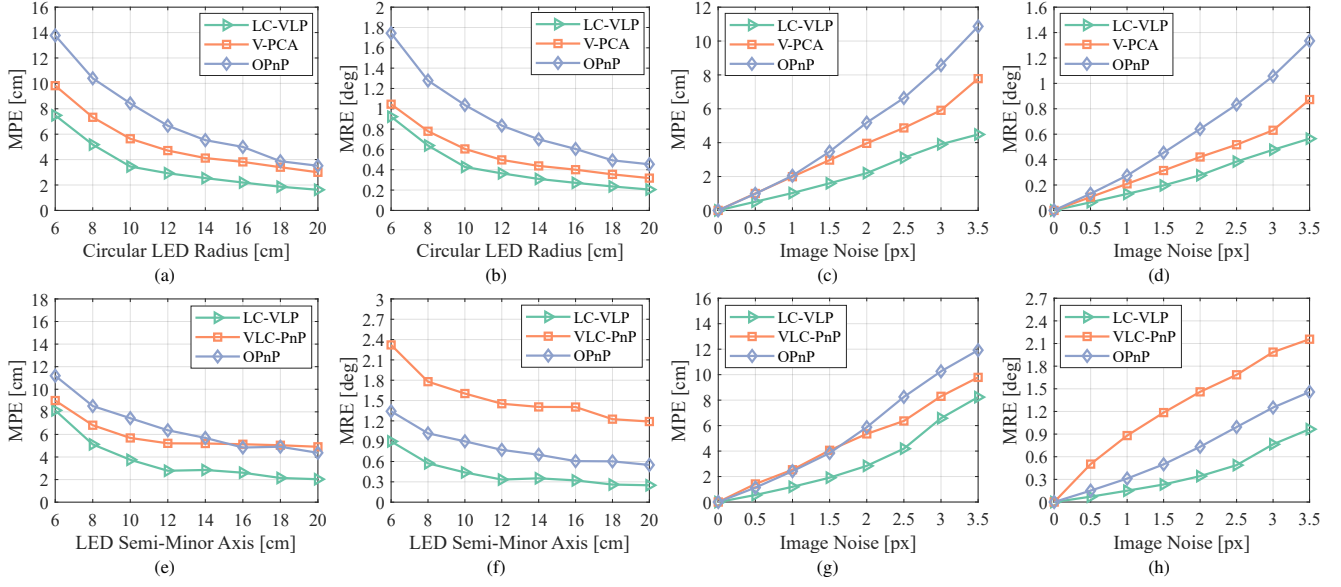 16
14
12
10
8
6
4
2
0
MPE [cm]
LC-VLP
V-PCA
OPnP
6 8 10 12 14 16 18 20
Circular LED Radius [cm]
(a)
2
1.8
1.6
1.4
1.2
1
0.8
0.6
0.4
0.2
0
MRE [deg]
LC-VLP
V-PCA
OPnP
6 8 10 12 14 16 18 20
Circular LED Radius [cm]
(b)
12
10
8
6
4
2
0
MPE [cm]
LC-VLP
V-PCA
OPnP
0 0.5 1 1.5 2 2.5 3 3.5
Image Noise [px]
(c)
1.6
1.4
1.2
1
0.8
0.6
0.4
0.2
0
MRE [deg]
LC-VLP
V-PCA
OPnP
0 0.5 1 1.5 2 2.5 3 3.5
Image Noise [px]
(d)
18
16
14
12
10
8
6
4
2
0
MPE [cm]
LC-VLP
VLC-PnP
OPnP
6 8 10 12 14 16 18 20
LED Semi-Minor Axis [cm]
(e)
3
2.7
2.4
2.1
1.8
1.5
1.2
0.9
0.6
0.3
0
MRE [deg]
LC-VLP
VLC-PnP
OPnP
6 8 10 12 14 16 18 20
LED Semi-Minor Axis [cm]
(f)
16
14
12
10
8
6
4
2
0
MPE [cm]
LC-VLP
VLC-PnP
OPnP
0 0.5 1 1.5 2 2.5 3 3.5
Image Noise [px]
(g)
2.7
2.4
2.1
1.8
1.5
1.2
0.9
0.6
0.3
0
MRE [deg]
LC-VLP
VLC-PnP
OPnP
0 0.5 1 1.5 2 2.5 3 3.5
Image Noise [px]
(h)